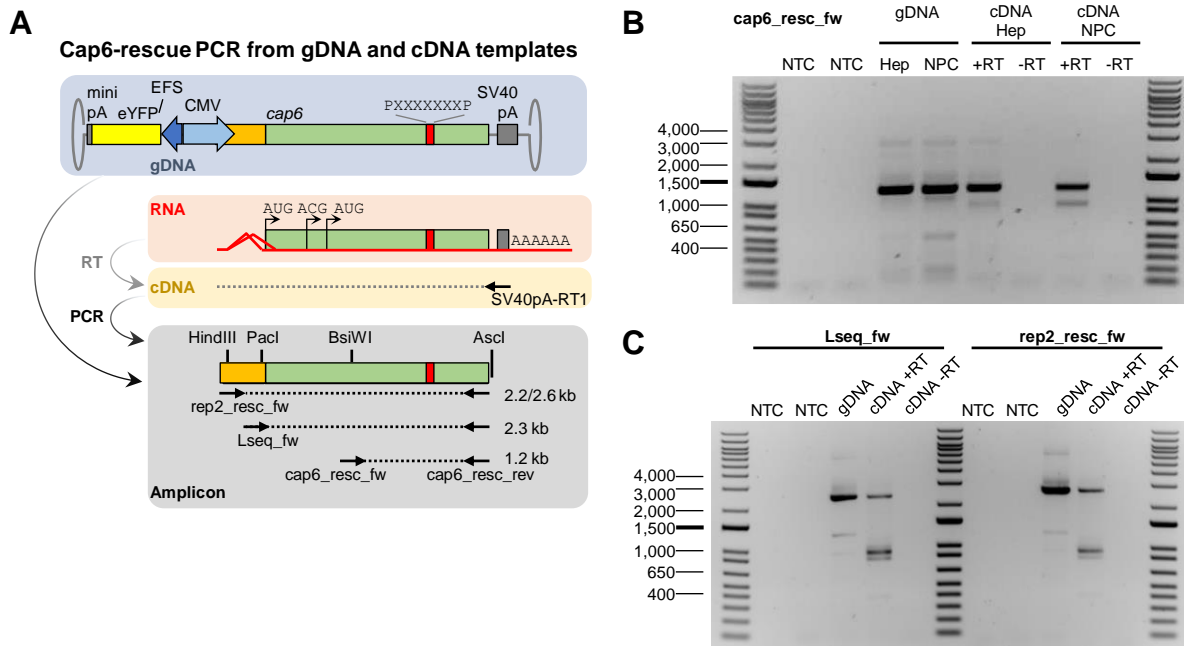 A
Cap6-rescue PCR from gDNA and cDNA templates
mini
pA
eYFP
EFS
CMV
cap6
PXXXXXXXP
SV40
pA
gDNA
RNA
AUG ACG AUG
AAAAAA
RT
cDNA
SV40pA-RT1
PCR
HindIII PacI BsiWI AscI
rep2_resc_fw
2.2/2.6 kb
Lseq_fw
2.3 kb
cap6_resc_fw
cap6_resc_rev
1.2 kb
Amplicon
B
cap6_resc_fw
gDNA
cDNA
Hep
cDNA
NPC
NTC NTC Hep NPC +RT -RT +RT -RT
4,000
3,000
2,000
1,500
1,000
650
400
C
Lseq_fw
rep2_resc_fw
NTC NTC gDNA cDNA +RT cDNA -RT NTC NTC gDNA cDNA +RT cDNA -RT
4,000
3,000
2,000
1,500
1,000
650
400